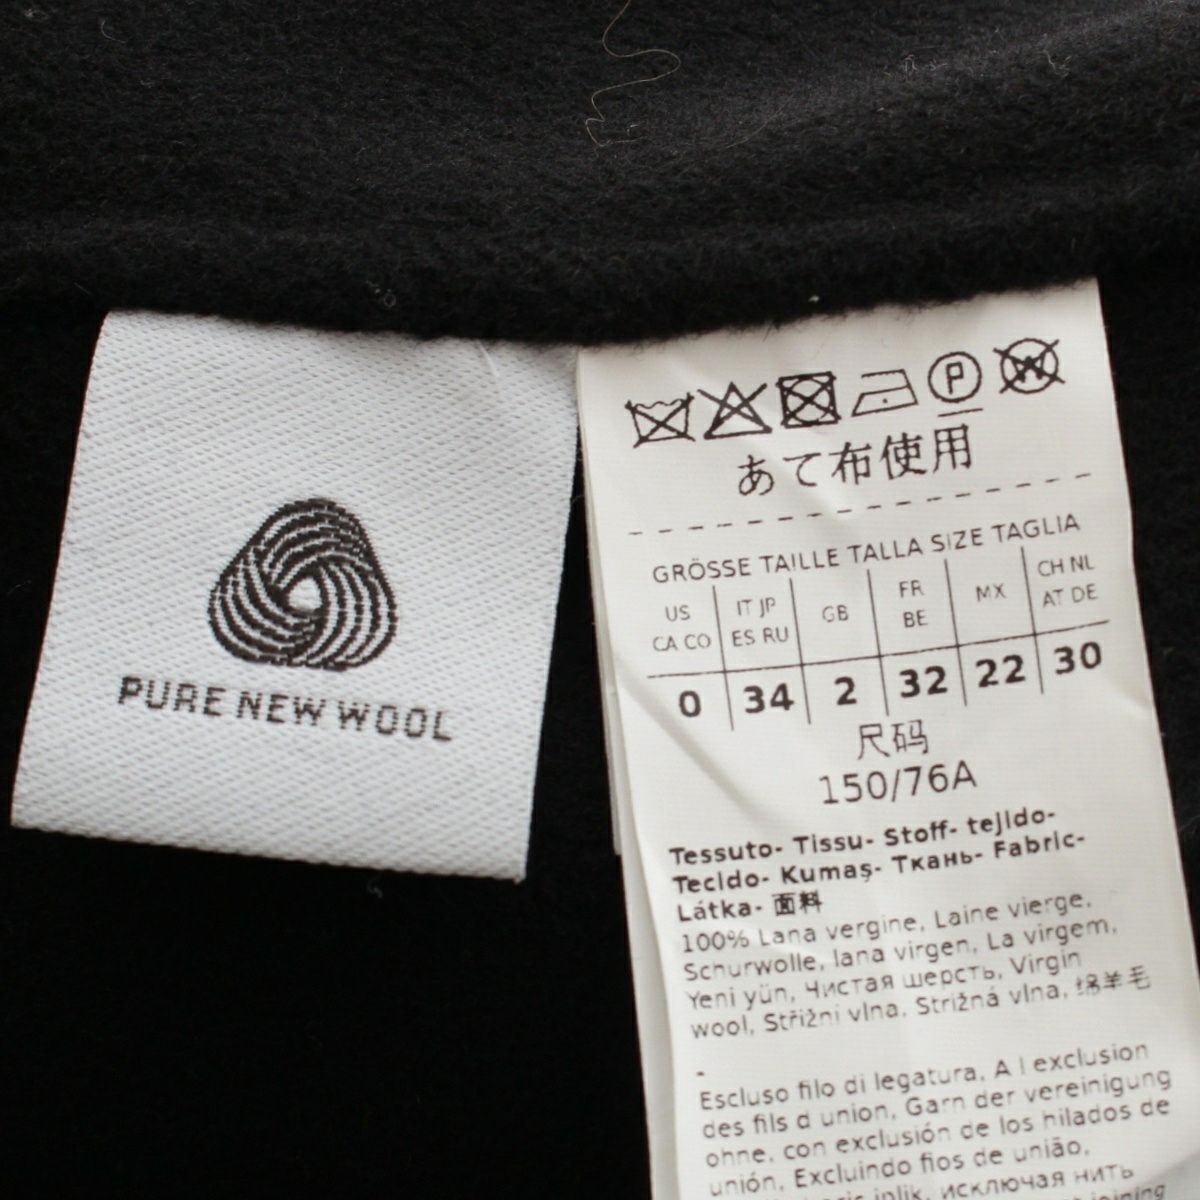 PURE NEW WOOL
P W
あて布使用
GRÖSSE TAILLE TALLA SIZE TAGLIA
US IT JP GB FR MX CH NL
CA CO ES RU BE AT DE
0 34 2 32 22 30
尺码
150/76A
Tessuto- Tissu- Stoff- tejido-
Tecido- Kumaş- Ткань- Fabric-
Látka- 面料
100% Lana vergine, Laine vierge,
Schurwolle, lana virgen, La virgem,
Yeni yün, Чистая шерсть, Virgin
wool, Střižni vlna, Strižná vlna, 绵羊毛
-
Escluso filo di legatura, A l exclusion
des fils d union, Garn der vereinigung
ohne, con exclusión de los hilados de
unión, Excluindo fios de união,
iplik, исключая нить